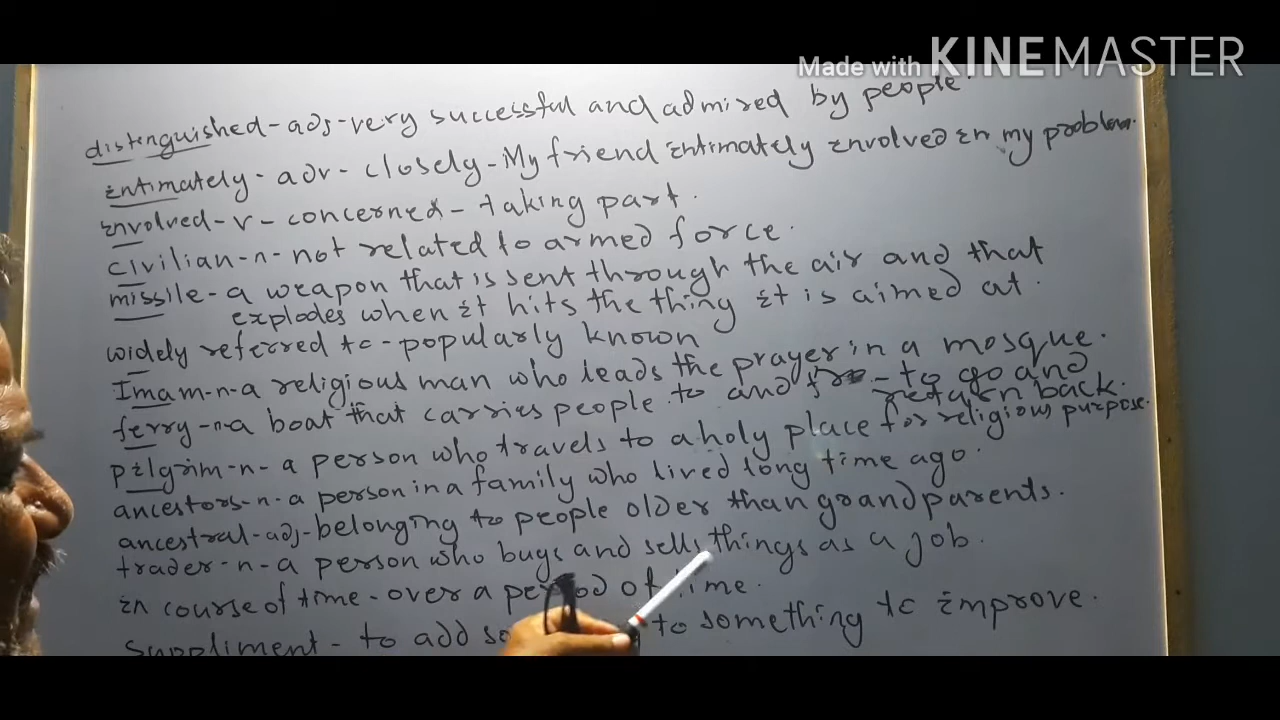 Made with KINEMASTER
distenguished-adj-very successful and admired by people.
intimately-adv-closely-My friend intimately involved in my problem.
involved-v-concerned-taking part.
civilian-n-not related to armed force.
missile-a weapon that is sent through the air and that
explodes when it hits the thing it is aimed at.
widely referred to-popularly known
Imam-n-a religious man who leads the prayer in a mosque.
ferry-n-a boat that carries people to and fro-to go and
return back.
pilgrim-n-a person who travels to a holy place for religious purpose.
ancestors-n-a person in a family who lived long time ago.
ancestral-adj-belonging to people older than grandparents.
trader-n-a person who buys and sells things as a job.
in course of time-over a period of time.
suppliment-to add to something to improve.